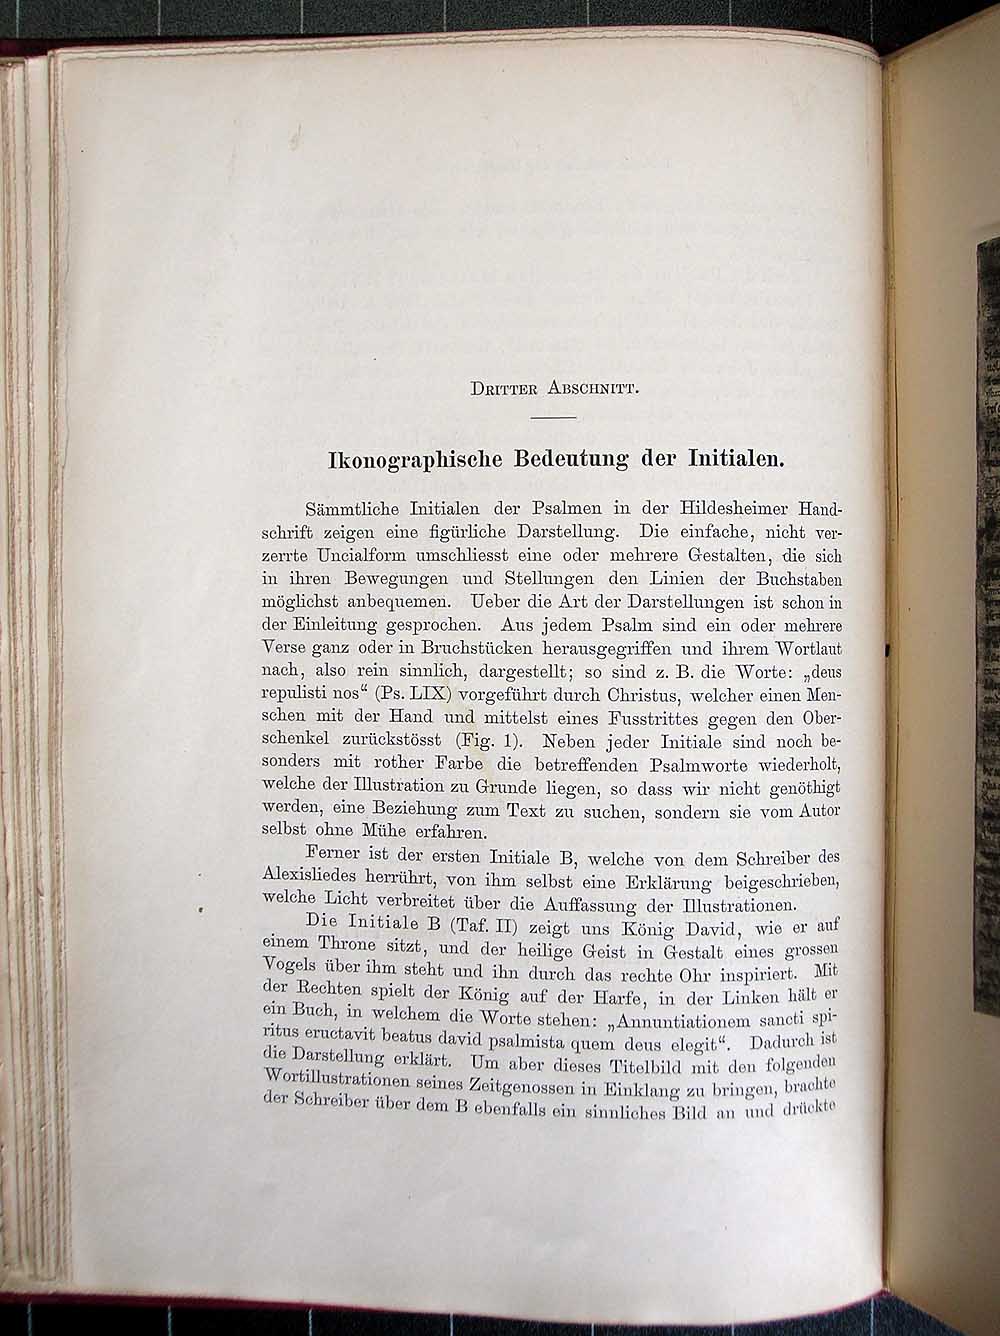 DRITTER ABSCHNITT.
Ikonographische Bedeutung der Initialen.
Sämmtliche Initialen der Psalmen in der Hildesheimer Hand-
schrift zeigen eine figürliche Darstellung. Die einfache, nicht ver-
zerrte Uncialform umschliesst eine oder mehrere Gestalten, die sich
in ihren Bewegungen und Stellungen den Linien der Buchstaben
möglichst anbequemen. Ueber die Art der Darstellungen ist schon in
der Einleitung gesprochen. Aus jedem Psalm sind ein oder mehrere
Verse ganz oder in Bruchstücken herausgegriffen und ihrem Wortlaut
nach, also rein sinnlich, dargestellt; so sind z. B. die Worte: „deus
repulisti nos“ (Ps. LIX) vorgeführt durch Christus, welcher einen Men-
schen mit der Hand und mittelst eines Fusstrittes gegen den Ober-
schenkel zurückstösst (Fig. 1). Neben jeder Initiale sind noch be-
sonders mit rother Farbe die betreffenden Psalmworte wiederholt,
welche der Illustration zu Grunde liegen, so dass wir nicht genöthigt
werden, eine Beziehung zum Text zu suchen, sondern sie vom Autor
selbst ohne Mühe erfahren.
Ferner ist der ersten Initiale B, welche von dem Schreiber des
Alexisliedes herrührt, von ihm selbst eine Erklärung beigeschrieben,
welche Licht verbreitet über die Auffassung der Illustrationen.
Die Initiale B (Taf. II) zeigt uns König David, wie er auf
einem Throne sitzt, und der heilige Geist in Gestalt eines grossen
Vogels über ihm steht und ihn durch das rechte Ohr inspiriert. Mit
der Rechten spielt der König auf der Harfe, in der Linken hält er
ein Buch, in welchem die Worte stehen: „Annuntiationem sancti spi-
ritus eructavit beatus david psalmista quem deus elegit“. Dadurch ist
die Darstellung erklärt. Um aber dieses Titelbild mit den folgenden
Wortillustrationen seines Zeitgenossen in Einklang zu bringen, brachte
der Schreiber über dem B ebenfalls ein sinnliches Bild an und drückte